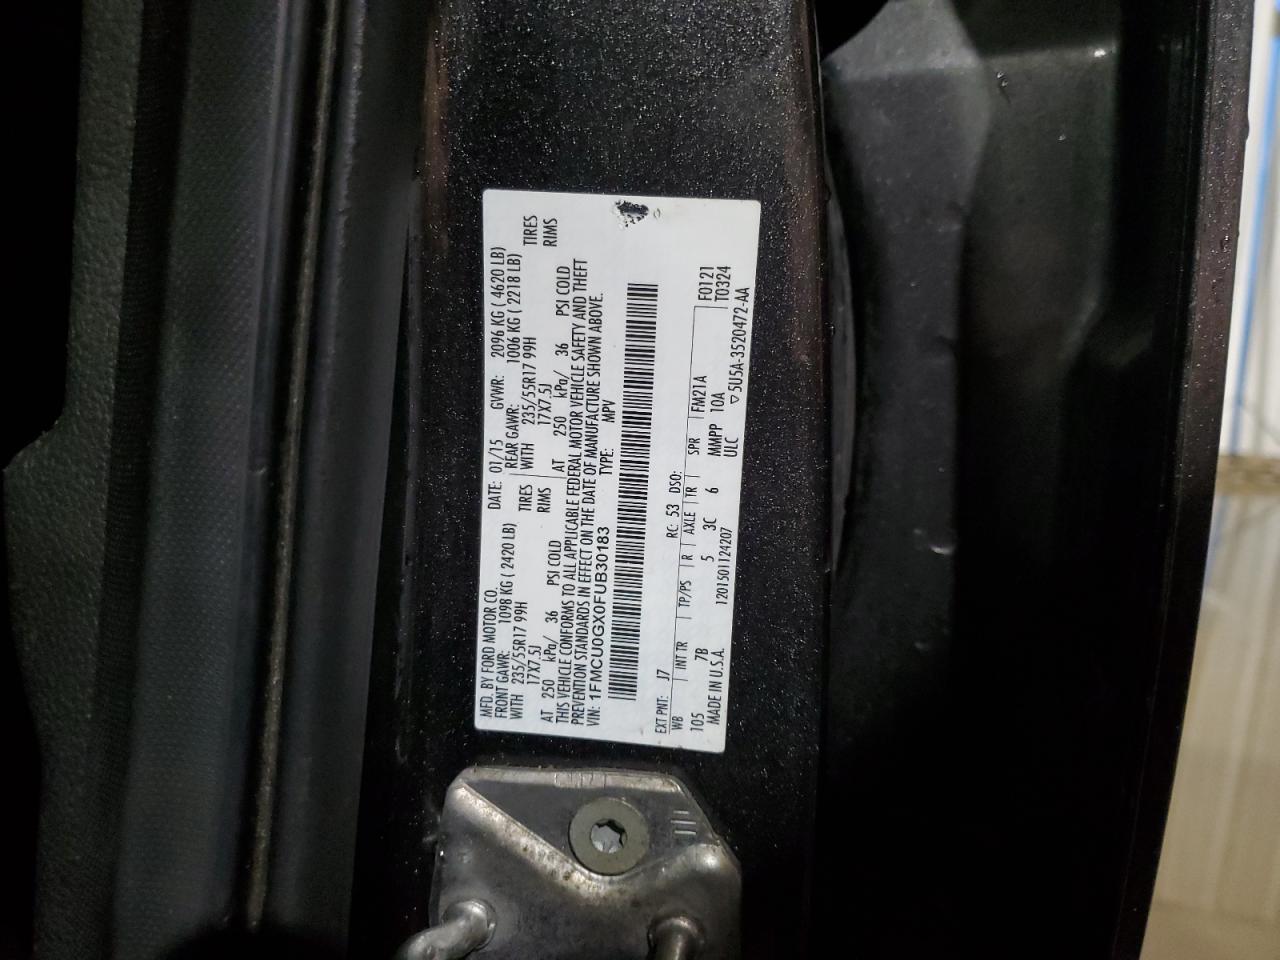 MFD. BY FORD MOTOR CO. DATE: 01/15 GVWR: 2096 KG ( 4620 LB)
FRONT GAWR: 1098 KG ( 2420 LB) REAR GAWR: 1006 KG ( 2218 LB)
WITH 235/55R17 99H TIRES WITH 235/55R17 99H TIRES
17X7.5J RIMS 17X7.5J RIMS
AT 250 kPa/ 36 PSI COLD AT 250 kPa/ 36 PSI COLD
THIS VEHICLE CONFORMS TO ALL APPLICABLE FEDERAL MOTOR VEHICLE SAFETY AND THEFT
PREVENTION STANDARDS IN EFFECT ON THE DATE OF MANUFACTURE SHOWN ABOVE.
VIN: 1FMCU0GX0FUB30183 TYPE: MPV
EXT PNT: J7 RC: 53 DSO: F0121
WB INT TR TP/PS R AXLE TR SPR FM21A T0324
105 7B 5 3C 6 MMPP 10A
MADE IN U.S.A. 1201501124207 ULC ▽5U5A-3520472-AA